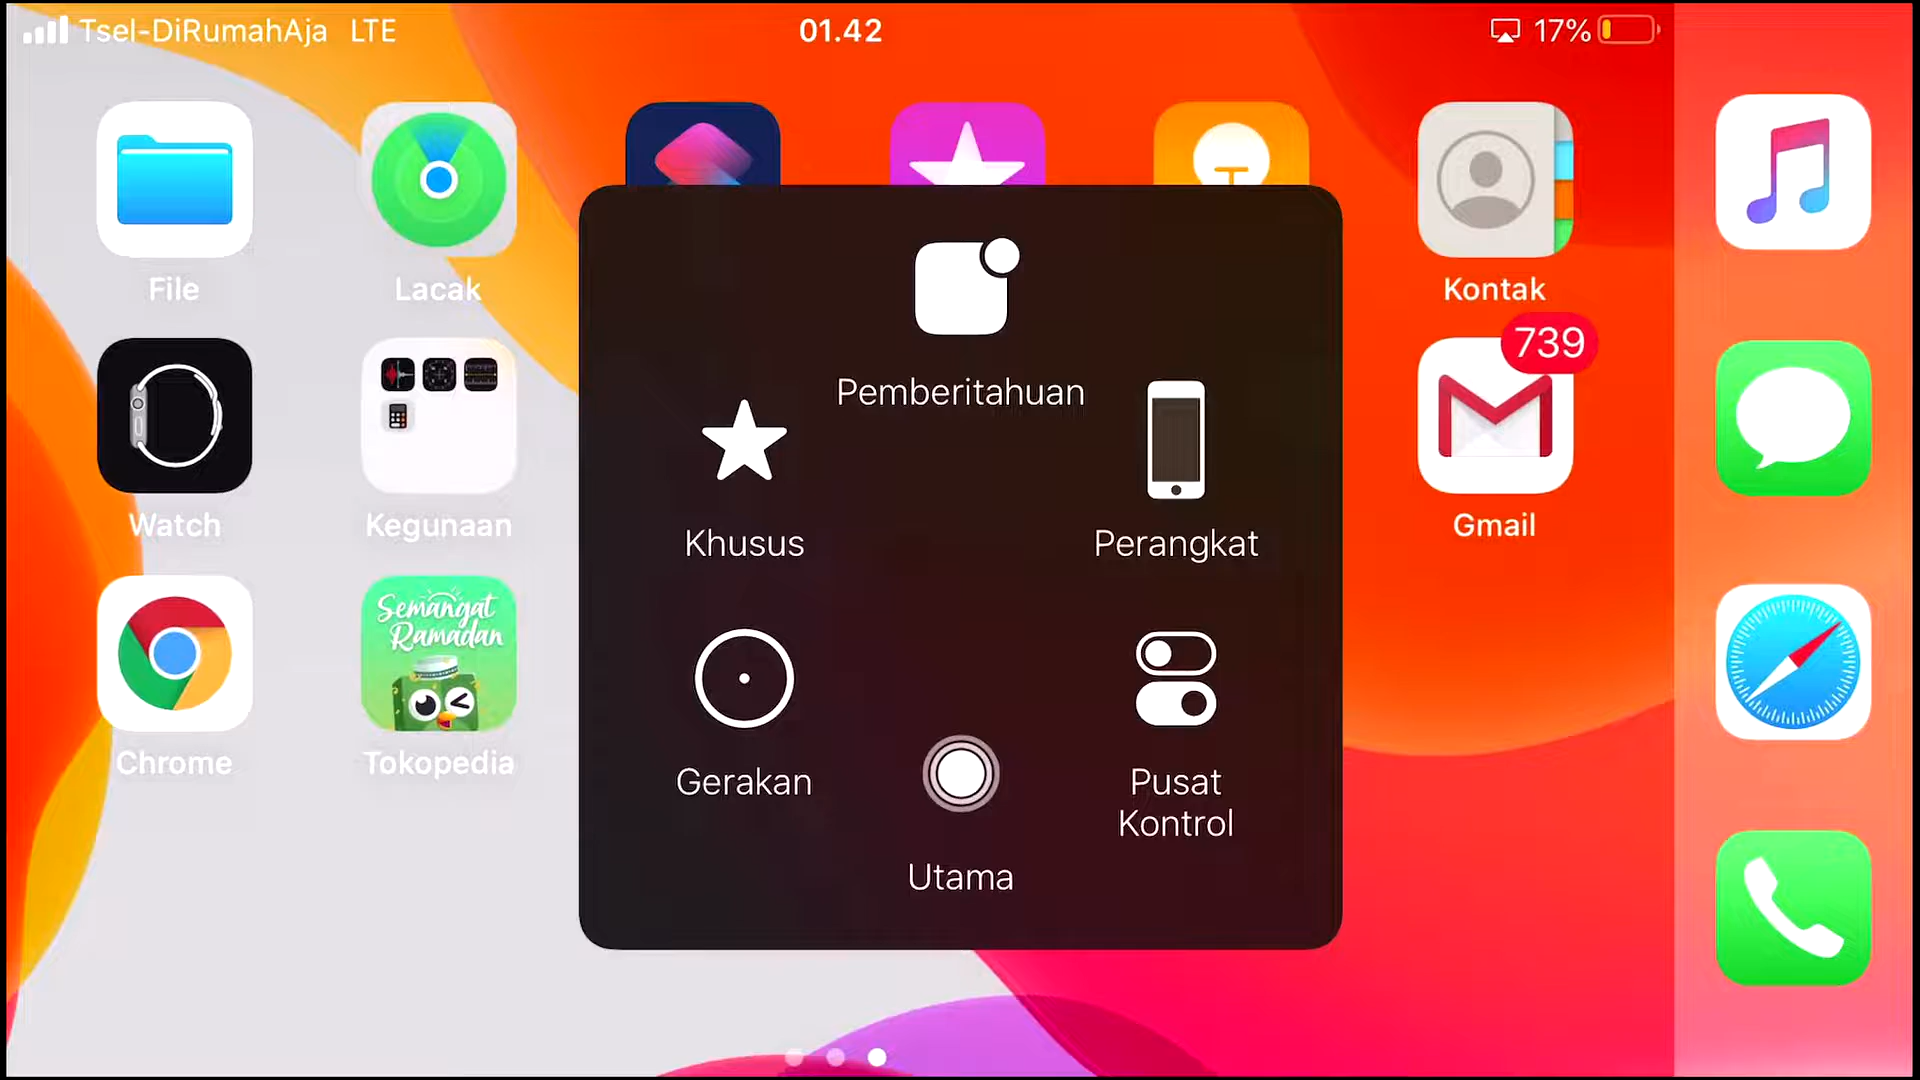 Tsel-DiRumahAja LTE
01.42
17%
File
Lacak
Kontak
Pemberitahuan
739
Khusus
Perangkat
Watch
Kegunaan
Gmail
Semangat
Ramadan
Chrome
Tokopedia
Gerakan
Pusat
Kontrol
Utama